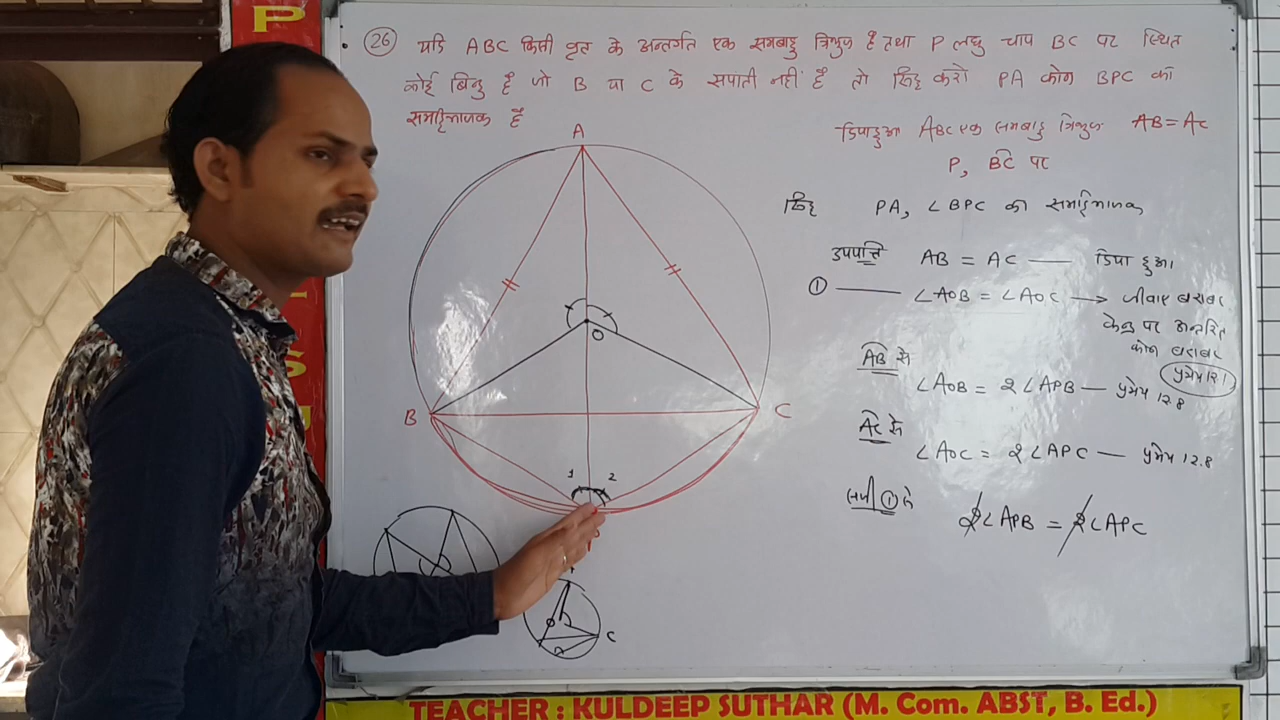 26 यदि ABC किसी वृत के अन्तर्गत एक समबाहु त्रिभुज है तथा P लघु चाप BC पर स्थित
कोई बिन्दु है जो B या C के सपाती नहीं है तो सिद्ध करो PA कोण BPC का
समद्विभाजक है
दिया हुआ ABC एक समबाहु त्रिभुज AB = AC
P, BC पर
सिद्ध PA, ∠BPC का समद्विभाजक
उपपत्ति AB = AC — दिया हुआ
① — ∠AOB = ∠AOC → जीवाए बराबर
केन्द्र पर अन्तरित
कोण बराबर
प्रमेय 12.1
AB से
∠AOB = 2∠APB — प्रमेय 12.8
AC से
∠AOC = 2∠APC — प्रमेय 12.8
① से
2∠APB = 2∠APC
A
O
B
C
1 2
C
P
TEACHER : KULDEEP SUTHAR (M. Com. ABST, B. Ed.)